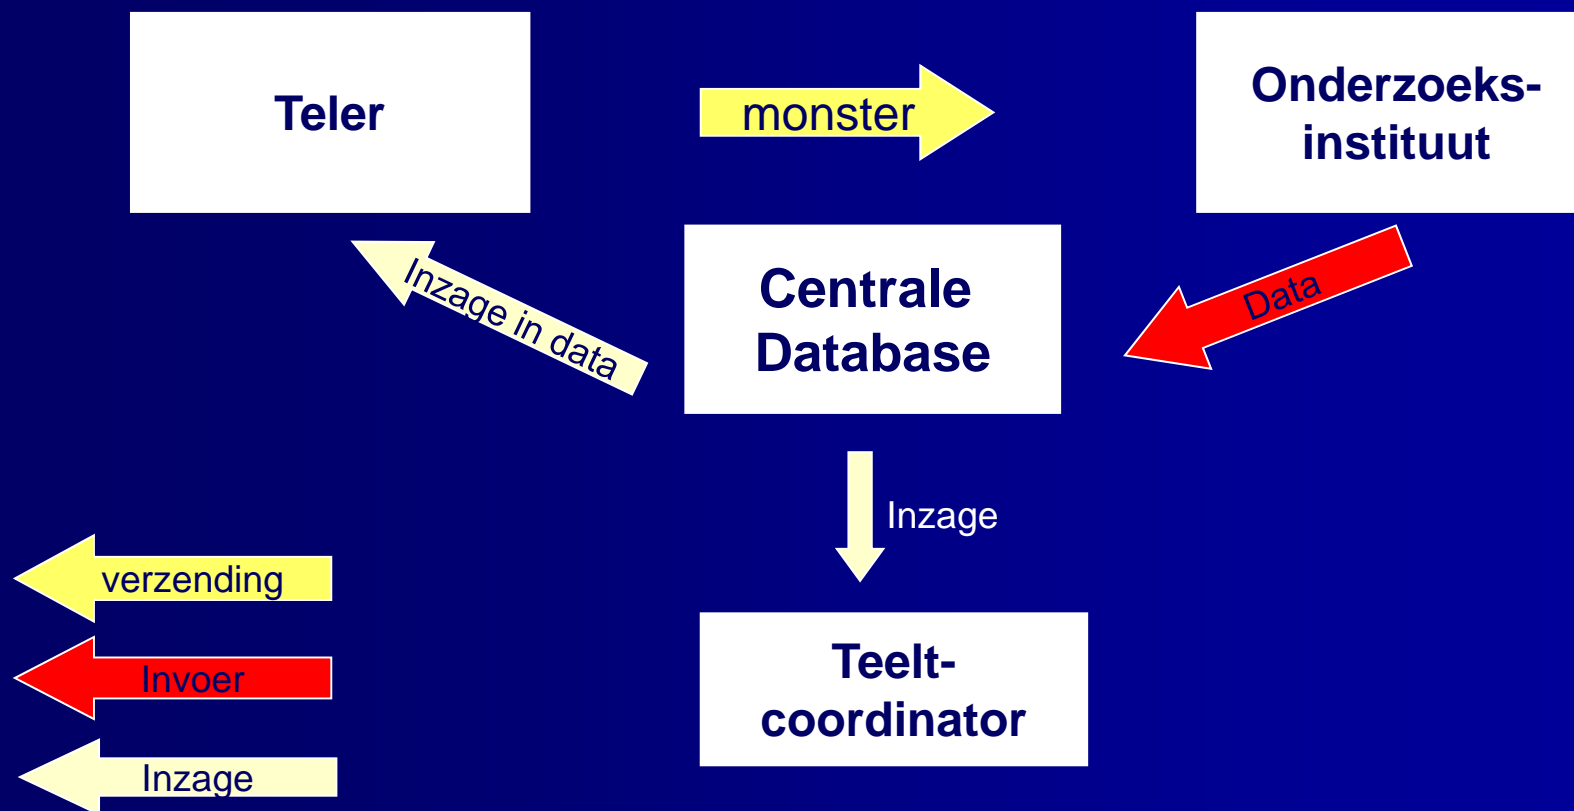 Teler
monster
Onderzoeks-
instituut
Inzage in data
Centrale
Database
Data
Inzage
verzending
Invoer
Inzage
Teelt-
coordinator